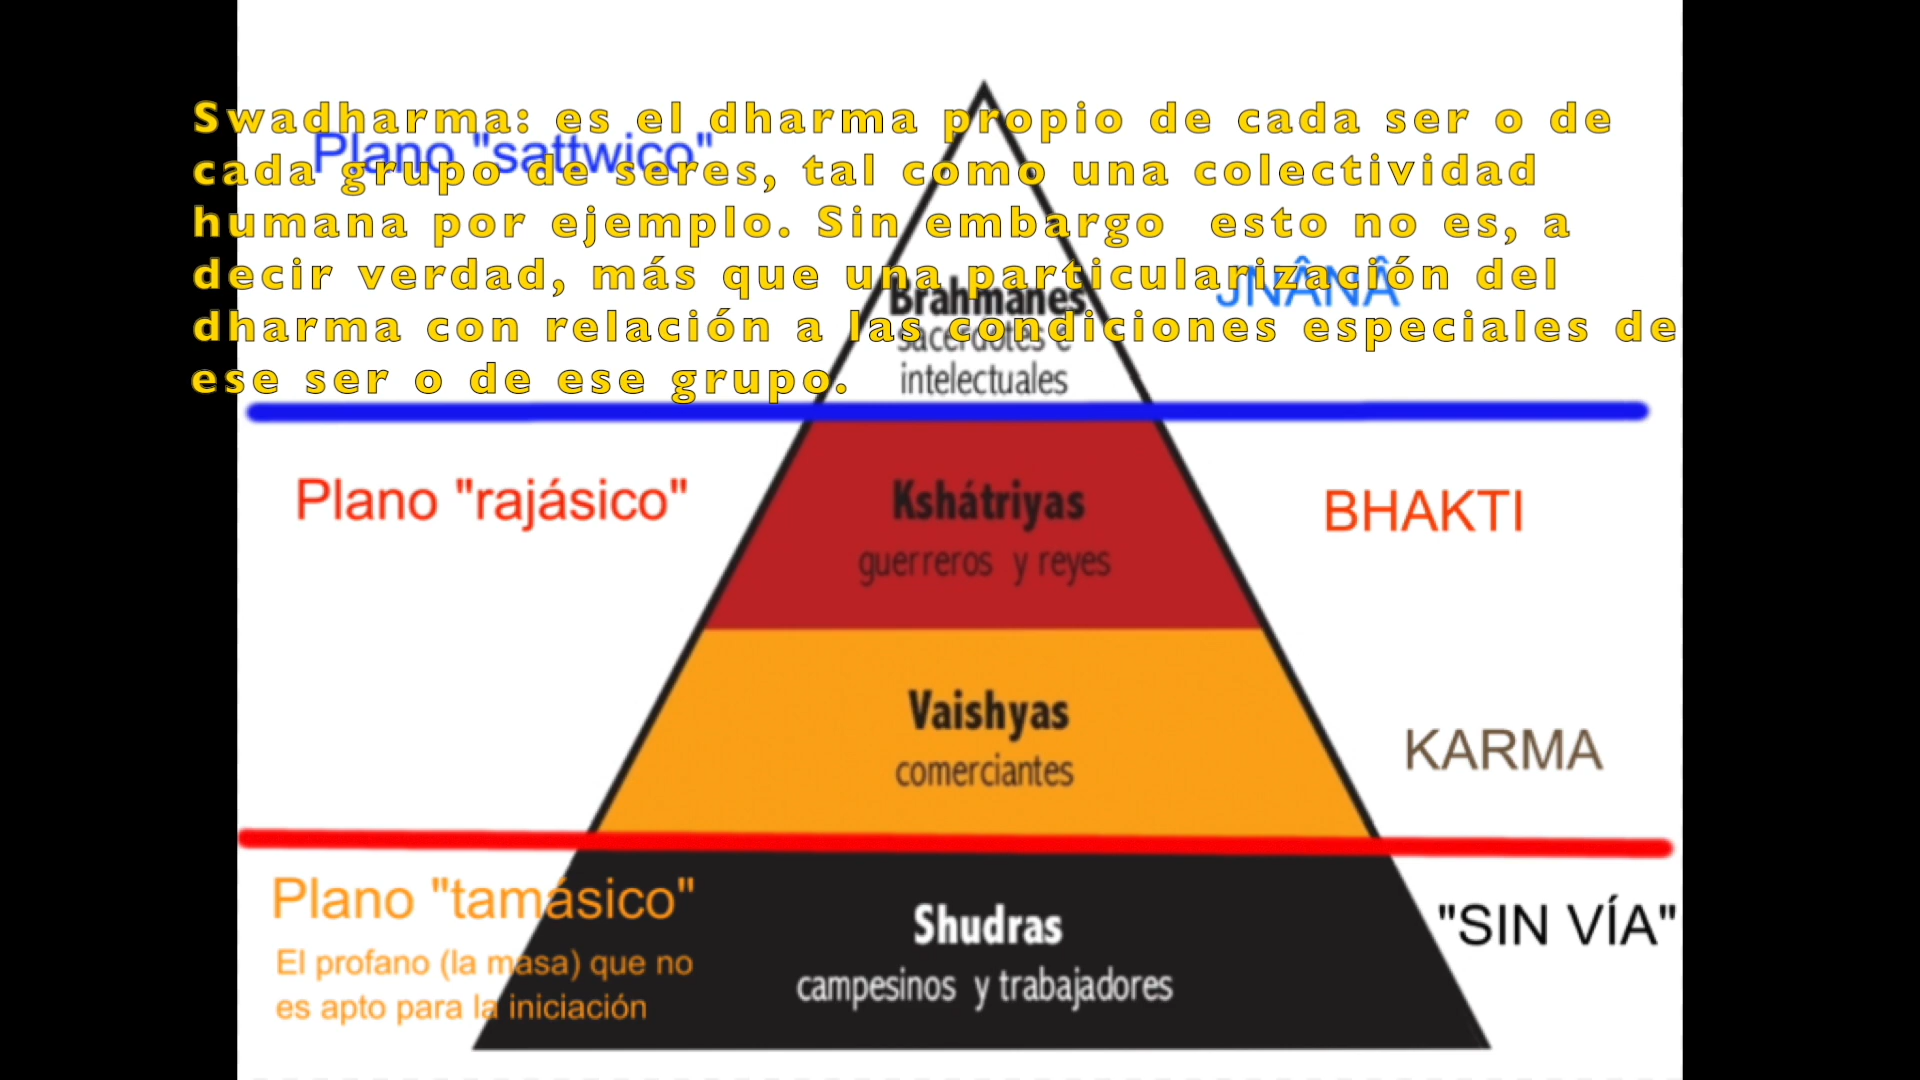 Swadharma: es el dharma propio de cada ser o de
cada grupo de seres, tal como una colectividad
humana por ejemplo. Sin embargo esto no es, a
decir verdad, más que una particularización del
dharma con relación a las condiciones especiales de
ese ser o de ese grupo.
Plano "sattwico"
Brahmanes
sacerdotes e
intelectuales
JNÂNÂ
Plano "rajásico"
Kshátriyas
guerreros y reyes
BHAKTI
Vaishyas
comerciantes
KARMA
Plano "tamásico"
El profano (la masa) que no
es apto para la iniciación
Shudras
campesinos y trabajadores
"SIN VÍA"